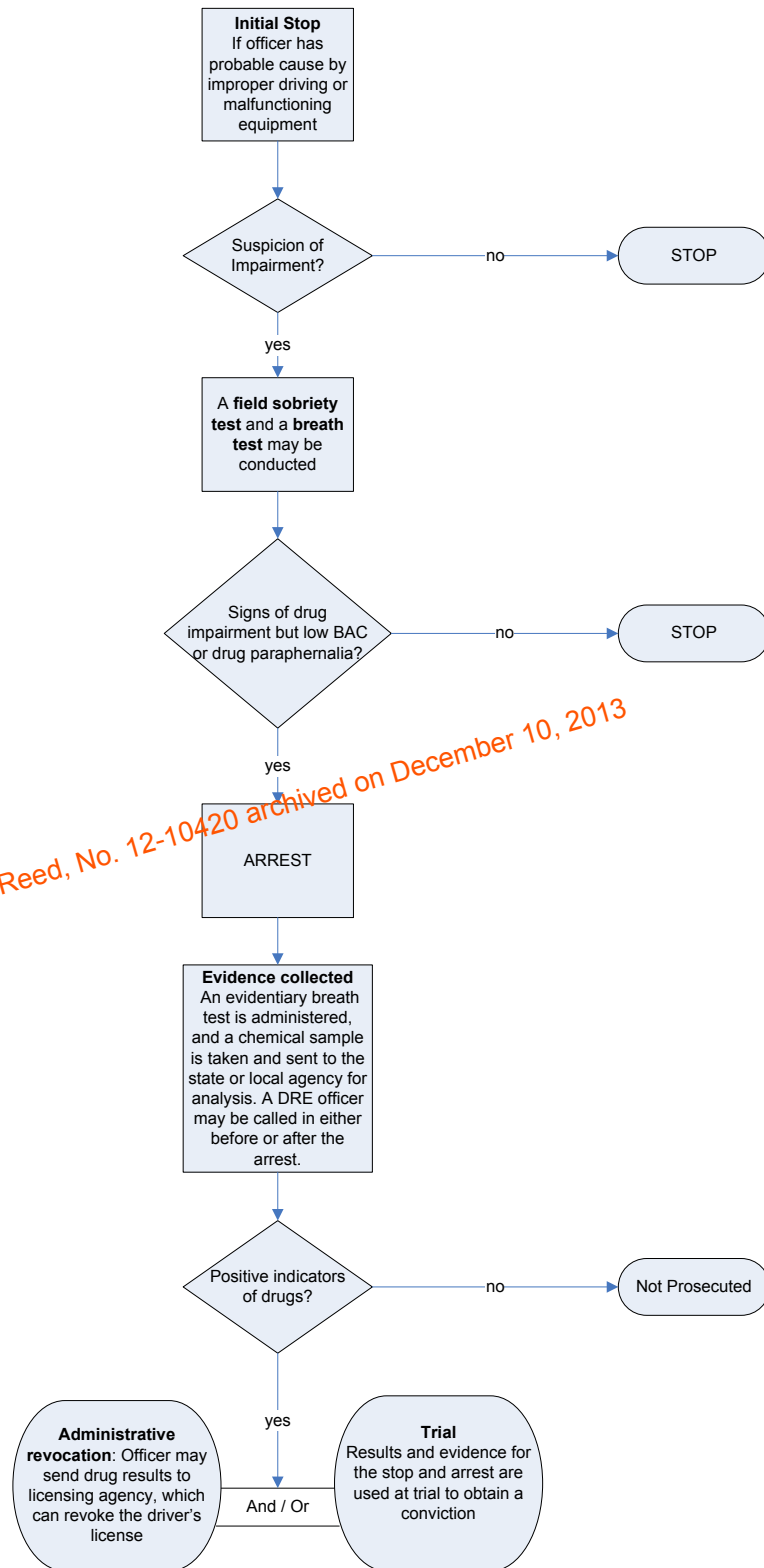 Initial Stop
If officer has
probable cause by
improper driving or
malfunctioning
equipment
Suspicion of
Impairment?
no
STOP
yes
A field sobriety
test and a breath
test may be
conducted
Signs of drug
impairment but low BAC
or drug paraphernalia?
no
STOP
yes
Reed, No. 12-10420 archived on December 10, 2013
ARREST
Evidence collected
An evidentiary breath
test is administered,
and a chemical sample
is taken and sent to the
state or local agency for
analysis. A DRE officer
may be called in either
before or after the
arrest.
Positive indicators
of drugs?
no
Not Prosecuted
yes
Administrative
revocation: Officer may
send drug results to
licensing agency, which
can revoke the driver's
license
And / Or
Trial
Results and evidence for
the stop and arrest are
used at trial to obtain a
conviction